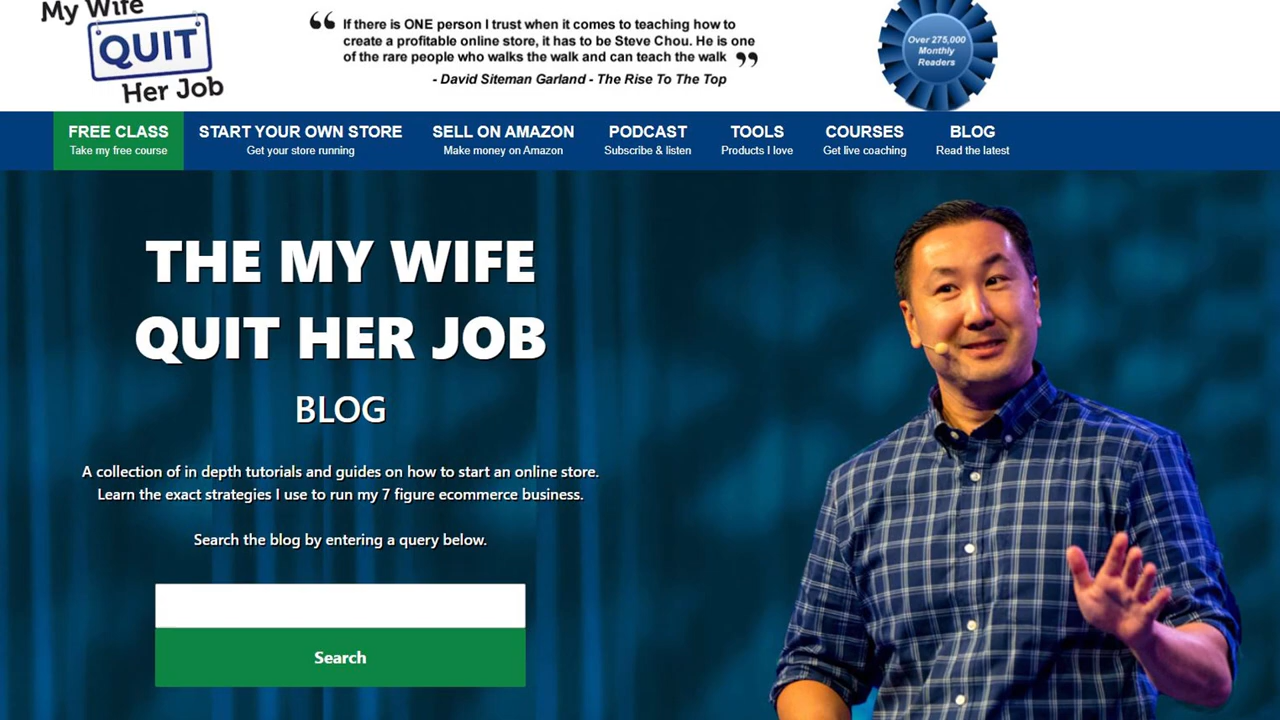 My Wife
QUIT
Her Job
“ If there is ONE person I trust when it comes to teaching how to
create a profitable online store, it has to be Steve Chou. He is one
of the rare people who walks the walk and can teach the walk ”
- David Siteman Garland - The Rise To The Top
Over 275,000
Monthly
Readers
FREE CLASS
Take my free course
START YOUR OWN STORE
Get your store running
SELL ON AMAZON
Make money on Amazon
PODCAST
Subscribe & listen
TOOLS
Products I love
COURSES
Get live coaching
BLOG
Read the latest
THE MY WIFE
QUIT HER JOB
BLOG
A collection of in depth tutorials and guides on how to start an online store.
Learn the exact strategies I use to run my 7 figure ecommerce business.
Search the blog by entering a query below.
Search